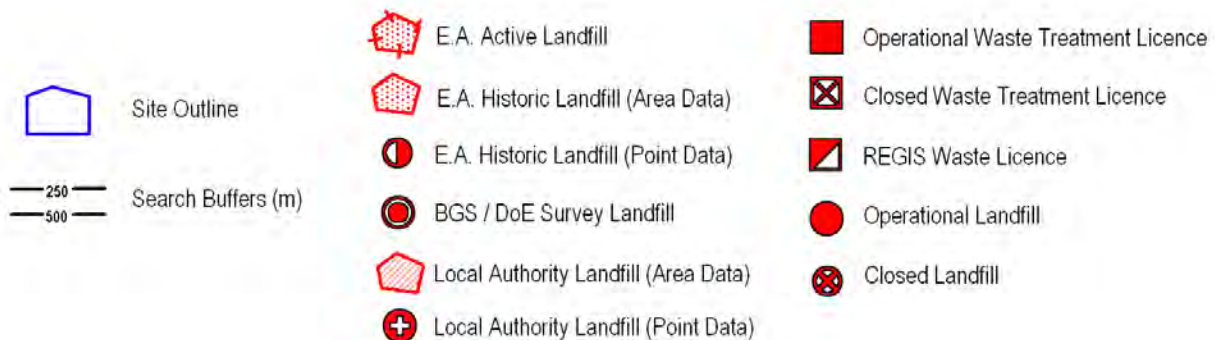 Site Outline
250
500
Search Buffers (m)
E.A. Active Landfill
E.A. Historic Landfill (Area Data)
E.A. Historic Landfill (Point Data)
BGS / DoE Survey Landfill
Local Authority Landfill (Area Data)
Local Authority Landfill (Point Data)
Operational Waste Treatment Licence
Closed Waste Treatment Licence
REGIS Waste Licence
Operational Landfill
Closed Landfill